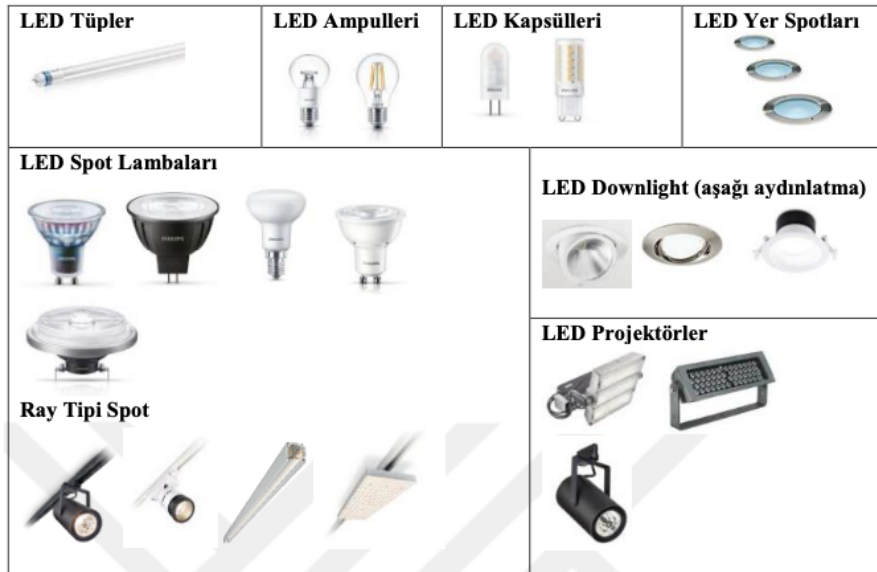 LED Tüpler
LED Ampulleri
LED Kapsülleri
LED Yer Spotları
LED Spot Lambaları
LED Downlight (aşağı aydınlatma)
LED Projektörler
Ray Tipi Spot